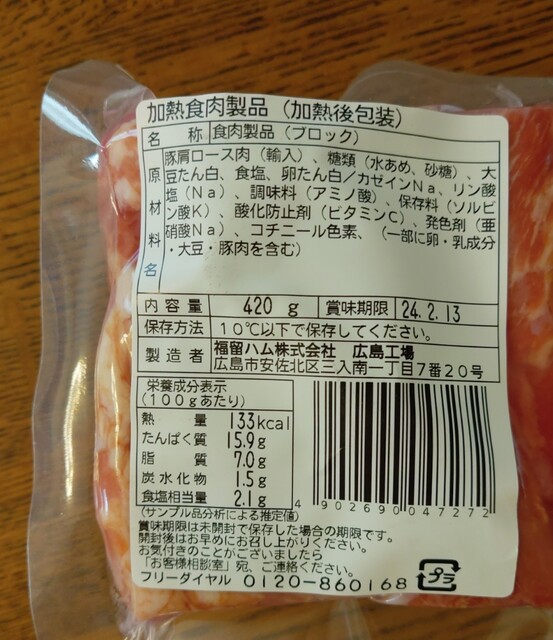 加熱食肉製品（加熱後包装）
名称 食肉製品（ブロック）
原材料名 豚肩ロース肉（輸入）、糖類（水あめ、砂糖）、大
豆たん白、食塩、卵たん白／カゼインNa、リン酸
塩（Na）、調味料（アミノ酸）、保存料（ソルビ
ン酸K）、酸化防止剤（ビタミンC）、発色剤（亜
硝酸Na）、コチニール色素、（一部に卵・乳成分
・大豆・豚肉を含む）
内容量 420g 賞味期限 24.2.13
保存方法 10℃以下で保存してください。
製造者 福留ハム株式会社 広島工場
広島市安佐北区三入南一丁目7番20号
栄養成分表示
（100gあたり）
熱量 133kcal
たんぱく質 15.9g
脂質 7.0g
炭水化物 1.5g
食塩相当量 2.1g
（サンプル品分析による推定値）
4 902690 047272
賞味期限は未開封で保存した場合の期限です。
開封後はお早めにお召し上がりください。
お気付きのことがございましたら
「お客様相談室」宛、ご連絡ください。
フリーダイヤル 0120-860168
プラ